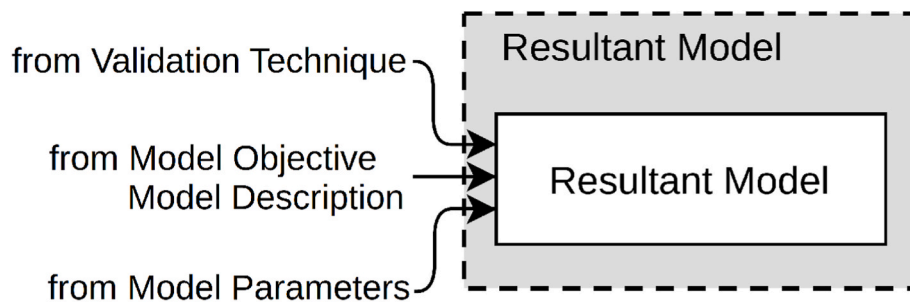 Resultant Model
from Validation Technique
from Model Objective
Model Description
Resultant Model
from Model Parameters